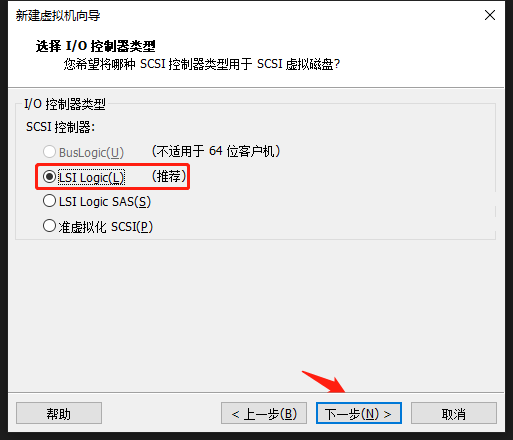 新建虚拟机向导
选择 I/O 控制器类型
您希望将哪种 SCSI 控制器类型用于 SCSI 虚拟磁盘?
I/O 控制器类型
SCSI 控制器:
BusLogic(U) (不适用于 64 位客户机)
LSI Logic(L) (推荐)
LSI Logic SAS(S)
准虚拟化 SCSI(P)
帮助 < 上一步(B) 下一步(N) > 取消